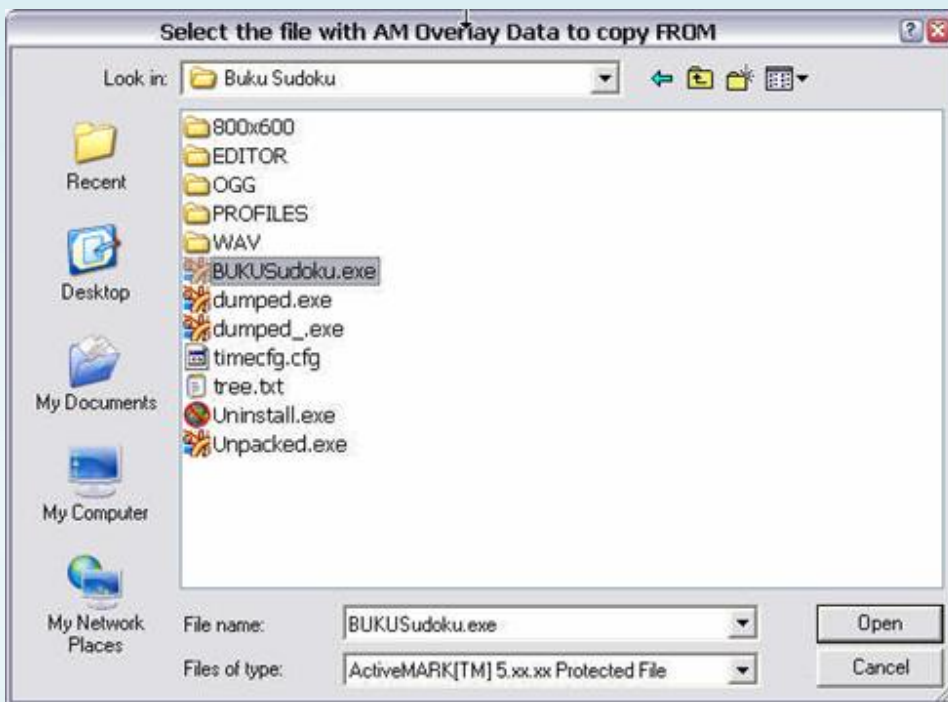 Select the file with AM Overlay Data to copy FROM
Look in: Buku Sudoku
Recent
Desktop
My Documents
My Computer
My Network
Places
800x600
EDITOR
OGG
PROFILES
WAV
BUKUSudoku.exe
dumped.exe
dumped_.exe
timecfg.cfg
tree.txt
Uninstall.exe
Unpacked.exe
File name: BUKUSudoku.exe Open
Files of type: ActiveMARK[TM] 5.xx.xx Protected File Cancel